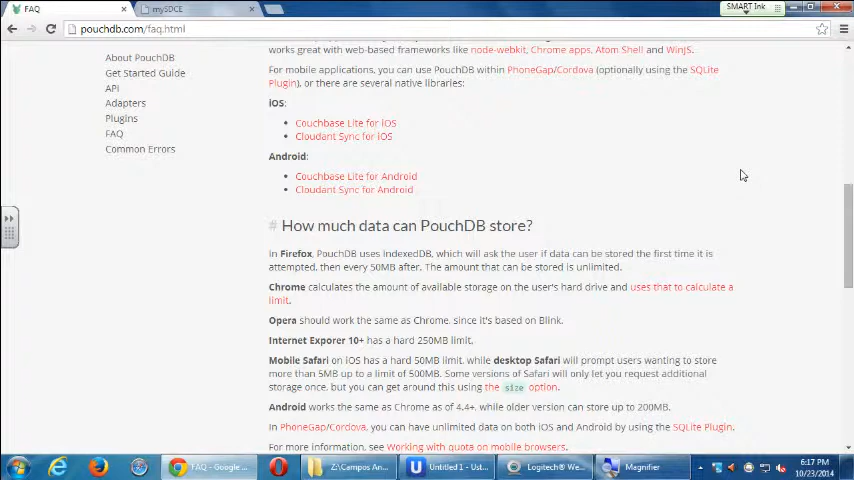 FAQ
mySDCE
SMART Ink
pouchdb.com/faq.html
About PouchDB
Get Started Guide
API
Adapters
Plugins
FAQ
Common Errors
works great with web-based frameworks like node-webkit, Chrome apps, Atom Shell and WinJS.
For mobile applications, you can use PouchDB within PhoneGap/Cordova (optionally using the SQLite
Plugin), or there are several native libraries:
iOS:
• Couchbase Lite for iOS
• Cloudant Sync for iOS
Android:
• Couchbase Lite for Android
• Cloudant Sync for Android
# How much data can PouchDB store?
In Firefox, PouchDB uses IndexedDB, which will ask the user if data can be stored the first time it is
attempted, then every 50MB after. The amount that can be stored is unlimited.
Chrome calculates the amount of available storage on the user's hard drive and uses that to calculate a
limit.
Opera should work the same as Chrome, since it's based on Blink.
Internet Exporer 10+ has a hard 250MB limit.
Mobile Safari on iOS has a hard 50MB limit, while desktop Safari will prompt users wanting to store
more than 5MB up to a limit of 500MB. Some versions of Safari will only let you request additional
storage once, but you can get around this using the size option.
Android works the same as Chrome as of 4.4+, while older version can store up to 200MB.
In PhoneGap/Cordova, you can have unlimited data on both iOS and Android by using the SQLite Plugin.
For more information, see Working with quota on mobile browsers.
FAQ - Google ...
Z:\Campos An...
Untitled 1 - Ust...
Logitech® We...
Magnifier
6:17 PM
10/23/2014